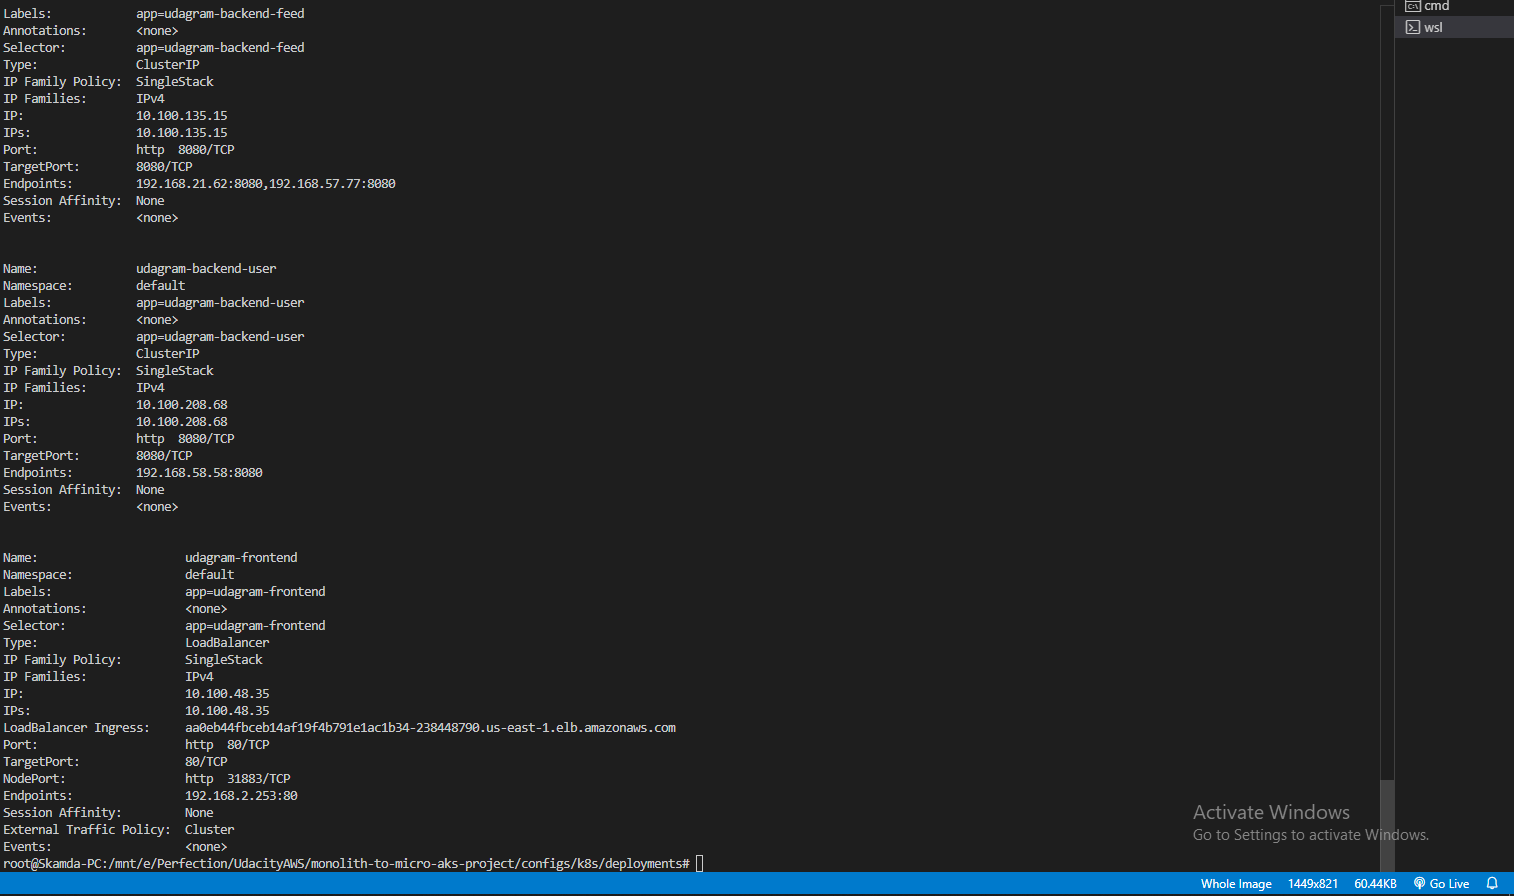 Labels: app=udagram-backend-feed
Annotations: <none>
Selector: app=udagram-backend-feed
Type: ClusterIP
IP Family Policy: SingleStack
IP Families: IPv4
IP: 10.100.135.15
IPs: 10.100.135.15
Port: http 8080/TCP
TargetPort: 8080/TCP
Endpoints: 192.168.21.62:8080,192.168.57.77:8080
Session Affinity: None
Events: <none>
Name: udagram-backend-user
Namespace: default
Labels: app=udagram-backend-user
Annotations: <none>
Selector: app=udagram-backend-user
Type: ClusterIP
IP Family Policy: SingleStack
IP Families: IPv4
IP: 10.100.208.68
IPs: 10.100.208.68
Port: http 8080/TCP
TargetPort: 8080/TCP
Endpoints: 192.168.58.58:8080
Session Affinity: None
Events: <none>
Name: udagram-frontend
Namespace: default
Labels: app=udagram-frontend
Annotations: <none>
Selector: app=udagram-frontend
Type: LoadBalancer
IP Family Policy: SingleStack
IP Families: IPv4
IP: 10.100.48.35
IPs: 10.100.48.35
LoadBalancer Ingress: aa0eb44fbceb14af19f4b791e1ac1b34-238448790.us-east-1.elb.amazonaws.com
Port: http 80/TCP
TargetPort: 80/TCP
NodePort: http 31883/TCP
Endpoints: 192.168.2.253:80
Session Affinity: None
External Traffic Policy: Cluster
Events: <none>
root@Skamda-PC:/mnt/e/Perfection/UdacityAWS/monolith-to-micro-aks-project/configs/k8s/deployments#
cmd
wsl
Activate Windows
Go to Settings to activate Windows.
Whole Image 1449x821 60.44KB Go Live